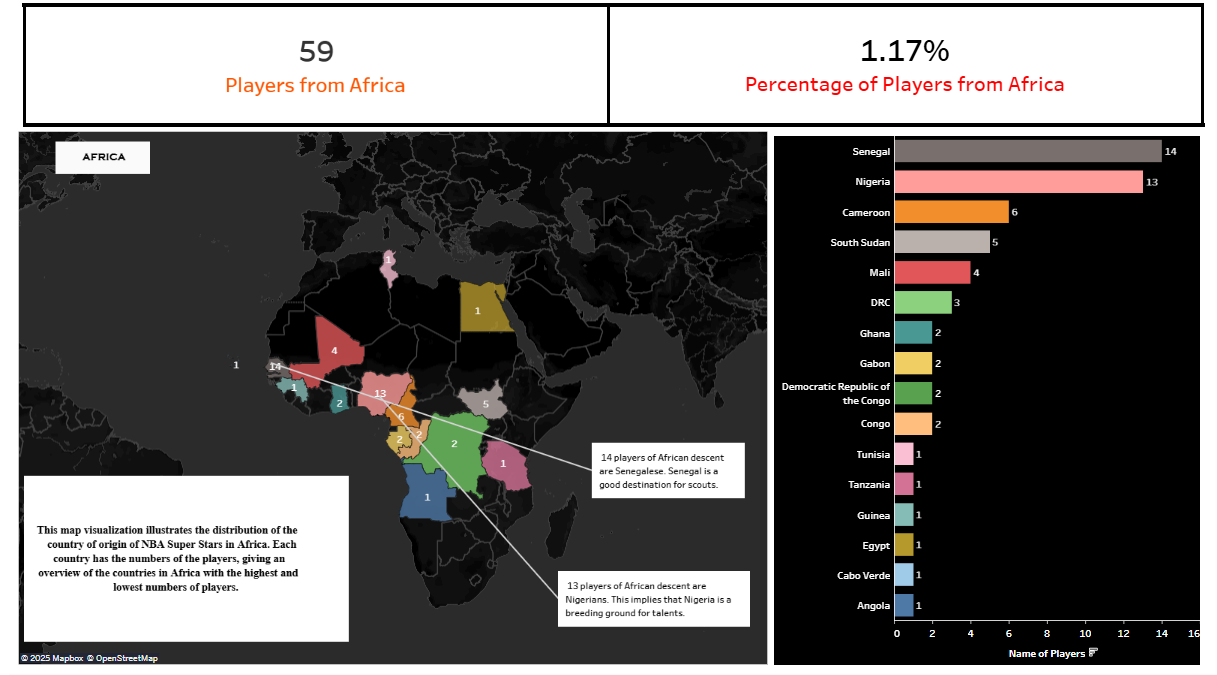 59
Players from Africa
1.17%
Percentage of Players from Africa
AFRICA
1
1
4
1
14
1
2
13
6
5
2
2
2
1
1
14 players of African descent
are Senegalese. Senegal is a
good destination for scouts.
13 players of African descent are
Nigerians. This implies that Nigeria is a
breeding ground for talents.
This map visualization illustrates the distribution of the
country of origin of NBA Super Stars in Africa. Each
country has the numbers of the players, giving an
overview of the countries in Africa with the highest and
lowest numbers of players.
© 2025 Mapbox © OpenStreetMap
Senegal 14
Nigeria 13
Cameroon 6
South Sudan 5
Mali 4
DRC 3
Ghana 2
Gabon 2
Democratic Republic of
the Congo 2
Congo 2
Tunisia 1
Tanzania 1
Guinea 1
Egypt 1
Cabo Verde 1
Angola 1
0 2 4 6 8 10 12 14 16
Name of Players